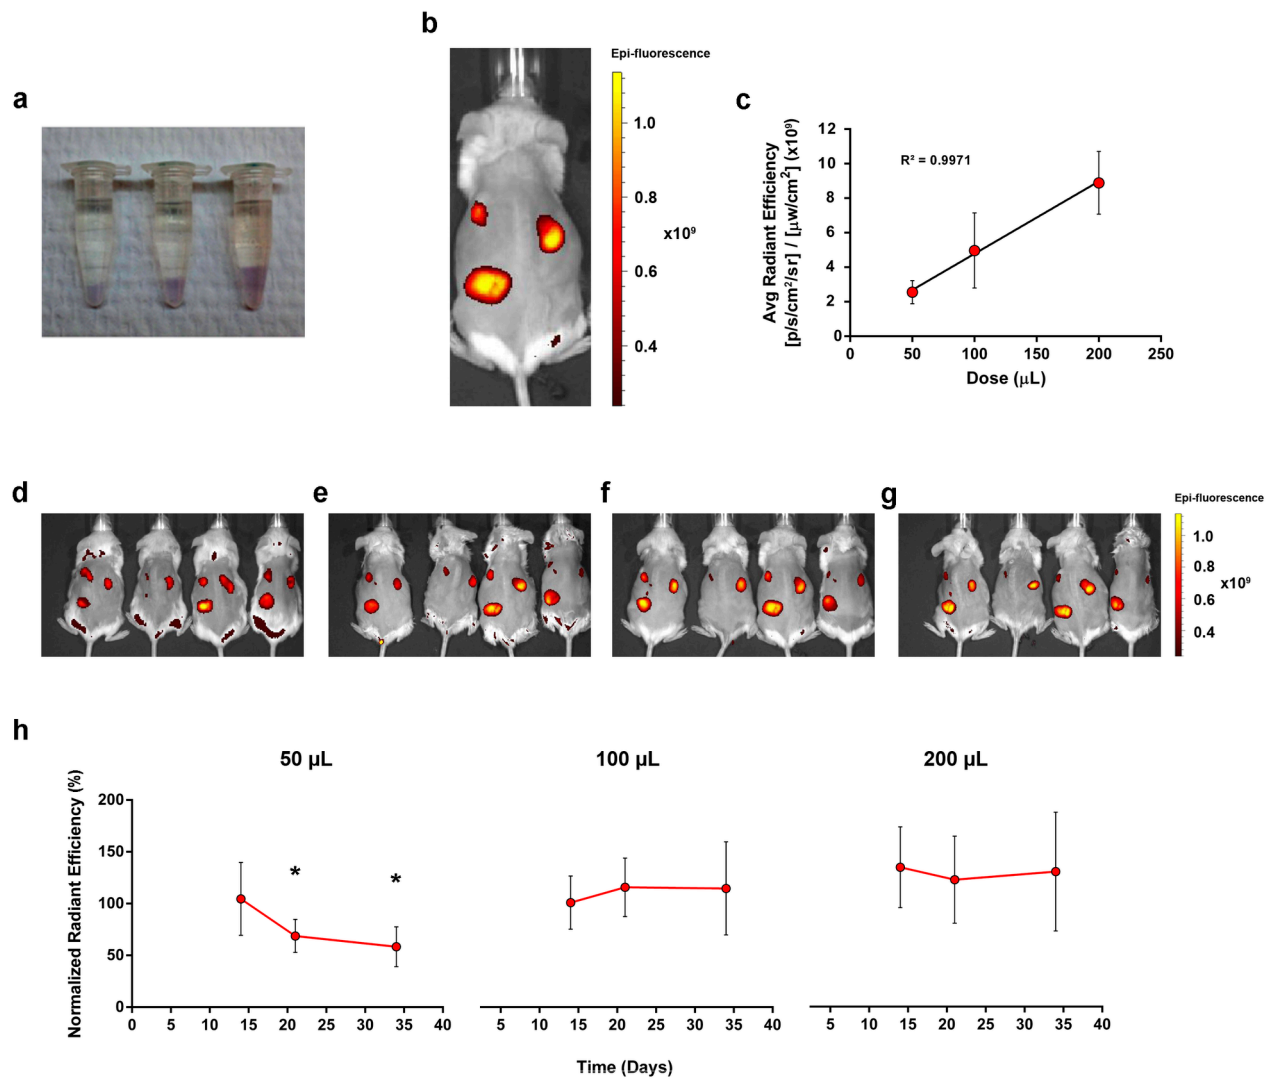 a
b
Epi-fluorescence
1.0
0.8
x10⁹
0.6
0.4
c
Avg Radiant Efficiency
[p/s/cm²/sr] / [μw/cm²] (x10⁹)
12
10
8
6
4
2
0
R² = 0.9971
0 50 100 150 200 250
Dose (μL)
d
e
f
g
Epi-fluorescence
1.0
0.8
x10⁹
0.6
0.4
h
50 μL
100 μL
200 μL
Normalized Radiant Efficiency (%)
200
150
100
50
0
*
*
0 5 10 15 20 25 30 35 40
5 10 15 20 25 30 35 40
5 10 15 20 25 30 35 40
Time (Days)